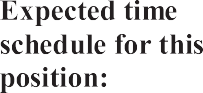 Expected time
schedule for this
position: